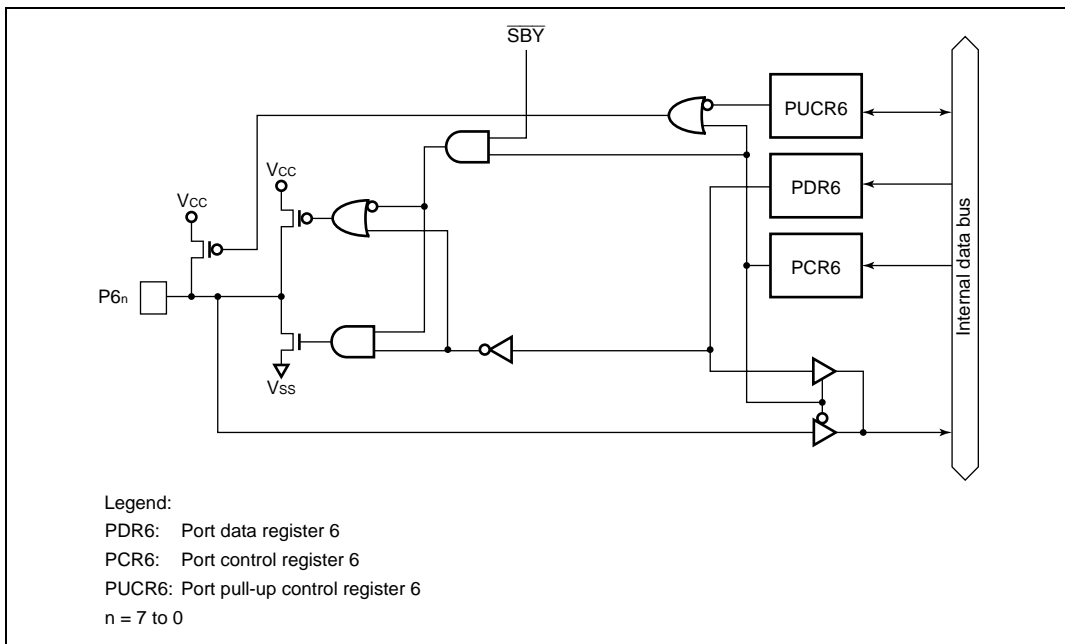 SBY
PUCR6
VCC
PDR6
VCC
PCR6
P6n
VSS
Internal data bus
Legend:
PDR6: Port data register 6
PCR6: Port control register 6
PUCR6: Port pull-up control register 6
n = 7 to 0